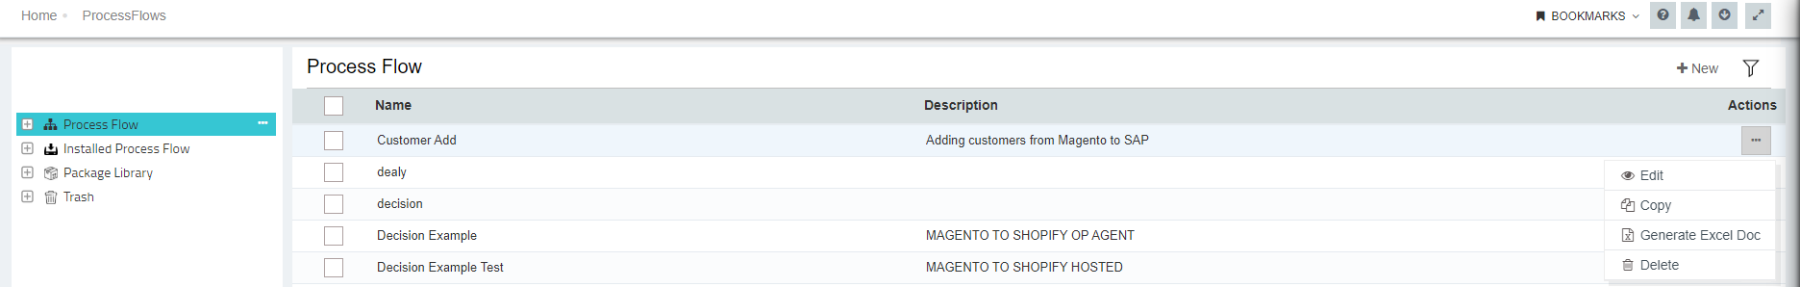 Home • ProcessFlows
BOOKMARKS
Process Flow
+ New
Process Flow
Installed Process Flow
Package Library
Trash
Name Description Actions
Customer Add Adding customers from Magento to SAP
dealy
decision
Decision Example MAGENTO TO SHOPIFY OP AGENT
Decision Example Test MAGENTO TO SHOPIFY HOSTED
Edit
Copy
Generate Excel Doc
Delete